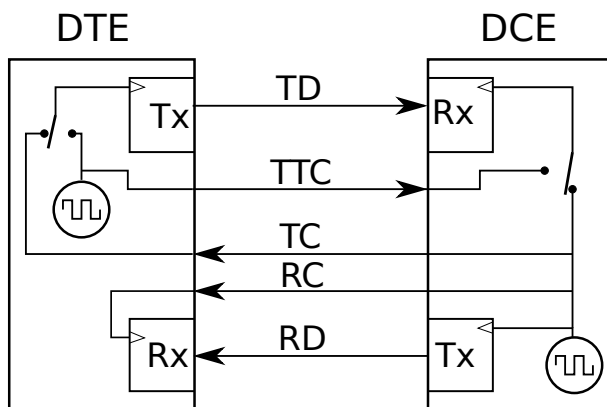 DTE DCE
TD
Tx Rx
TTC
TC
RC
RD
Rx Tx